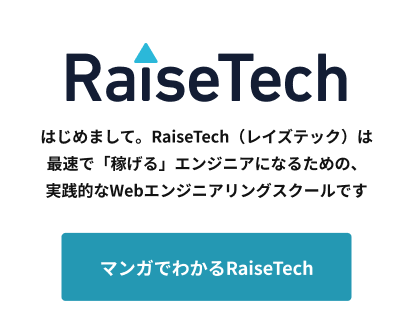 RaiseTech
はじめまして。RaiseTech（レイズテック）は
最速で「稼げる」エンジニアになるための、
実践的なWebエンジニアリングスクールです
マンガでわかるRaiseTech